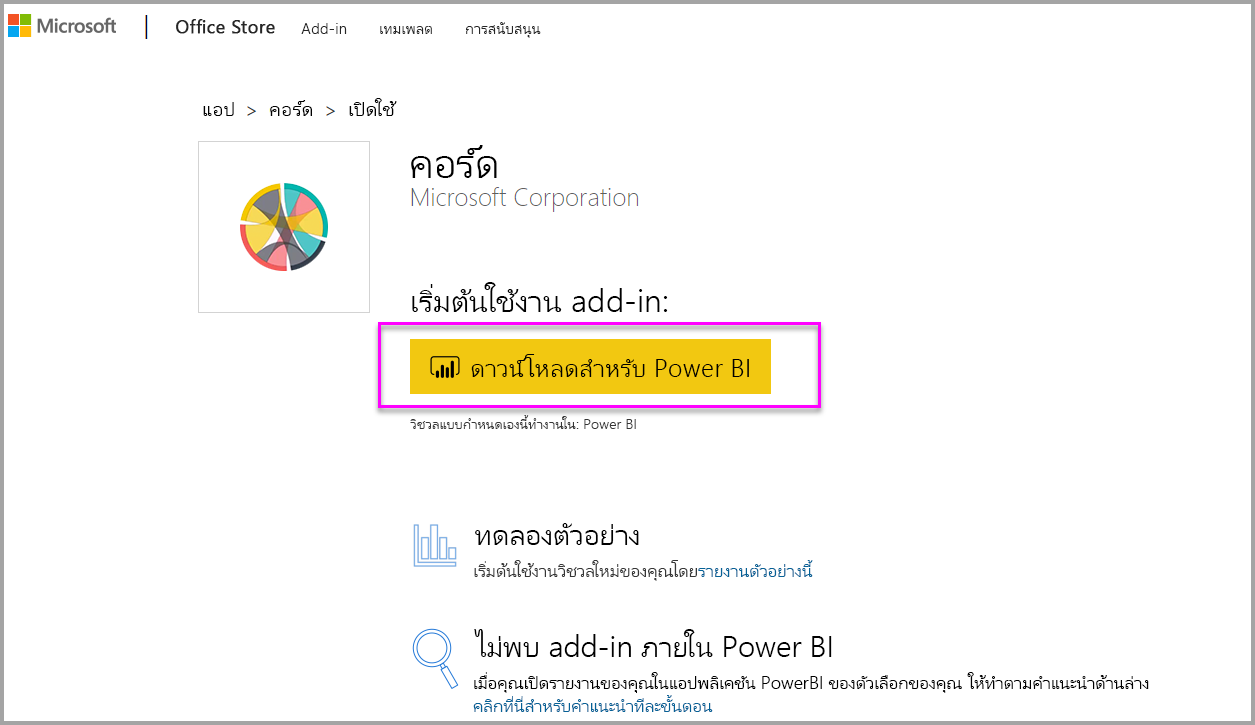 Microsoft | Office Store Add-in เทมเพลต การสนับสนุน
แอป > คอร์ด > เปิดใช้
คอร์ด
Microsoft Corporation
เริ่มต้นใช้งาน add-in:
ดาวน์โหลดสำหรับ Power BI
วิชวลแบบกำหนดเองนี้ทำงานใน: Power BI
ทดลองตัวอย่าง
เริ่มต้นใช้งานวิชวลใหม่ของคุณโดยรายงานตัวอย่างนี้
ไม่พบ add-in ภายใน Power BI
เมื่อคุณเปิดรายงานของคุณในแอปพลิเคชัน PowerBI ของตัวเลือกของคุณ ให้ทำตามคำแนะนำด้านล่าง
คลิกที่นี่สำหรับคำแนะนำทีละขั้นตอน